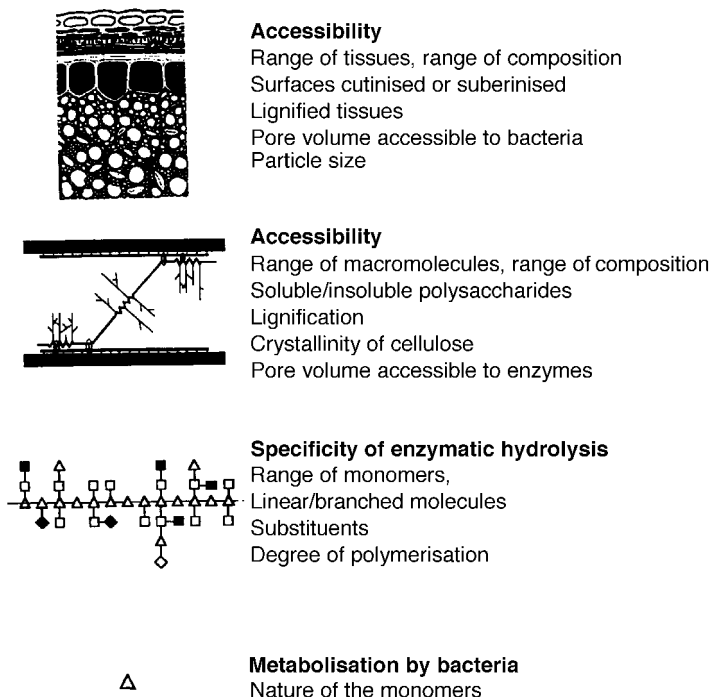 Accessibility
Range of tissues, range of composition
Surfaces cutinised or suberinised
Lignified tissues
Pore volume accessible to bacteria
Particle size
Accessibility
Range of macromolecules, range of composition
Soluble/insoluble polysaccharides
Lignification
Crystallinity of cellulose
Pore volume accessible to enzymes
Specificity of enzymatic hydrolysis
Range of monomers,
Linear/branched molecules
Substituents
Degree of polymerisation
Metabolisation by bacteria
Nature of the monomers